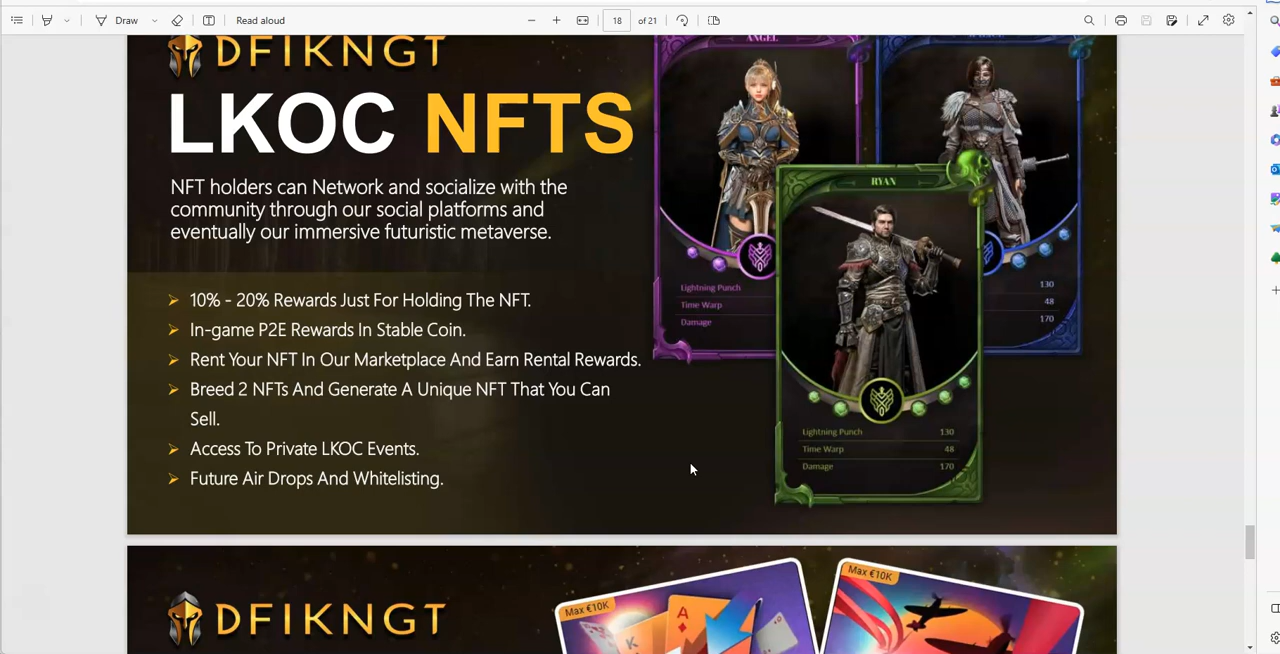 Draw
Read aloud
18
of 21
DFIKNGT
LKOC NFTS
NFT holders can Network and socialize with the
community through our social platforms and
eventually our immersive futuristic metaverse.
10% - 20% Rewards Just For Holding The NFT.
In-game P2E Rewards In Stable Coin.
Rent Your NFT In Our Marketplace And Earn Rental Rewards.
Breed 2 NFTs And Generate A Unique NFT That You Can
Sell.
Access To Private LKOC Events.
Future Air Drops And Whitelisting.
ANGEL
Lightning Punch
Time Warp
Damage
130
48
170
RYAN
Lightning Punch 130
Time Warp 48
Damage 170
DFIKNGT
Max €10K
A
K
Max €10K